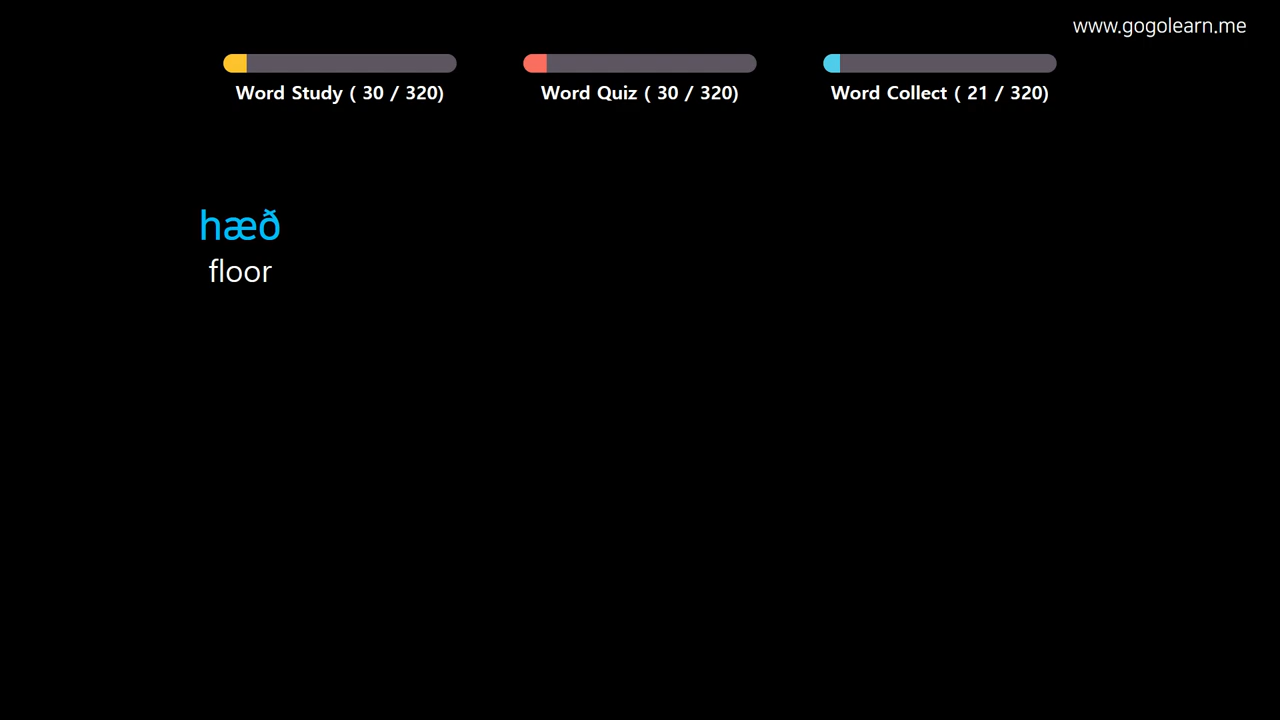 www.gogolearn.me
Word Study ( 30 / 320)
Word Quiz ( 30 / 320)
Word Collect ( 21 / 320)
hæð
floor